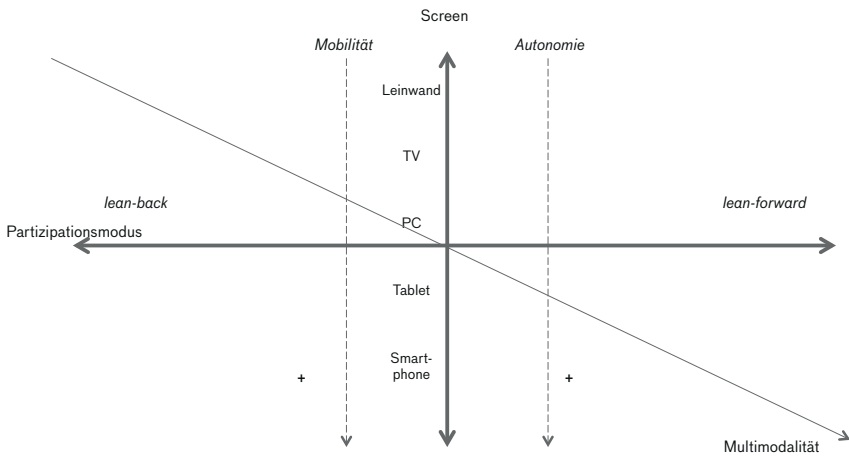 Screen
Mobilität
Autonomie
Leinwand
TV
lean-back
lean-forward
PC
Partizipationsmodus
Tablet
Smart-
phone
+
+
Multimodalität